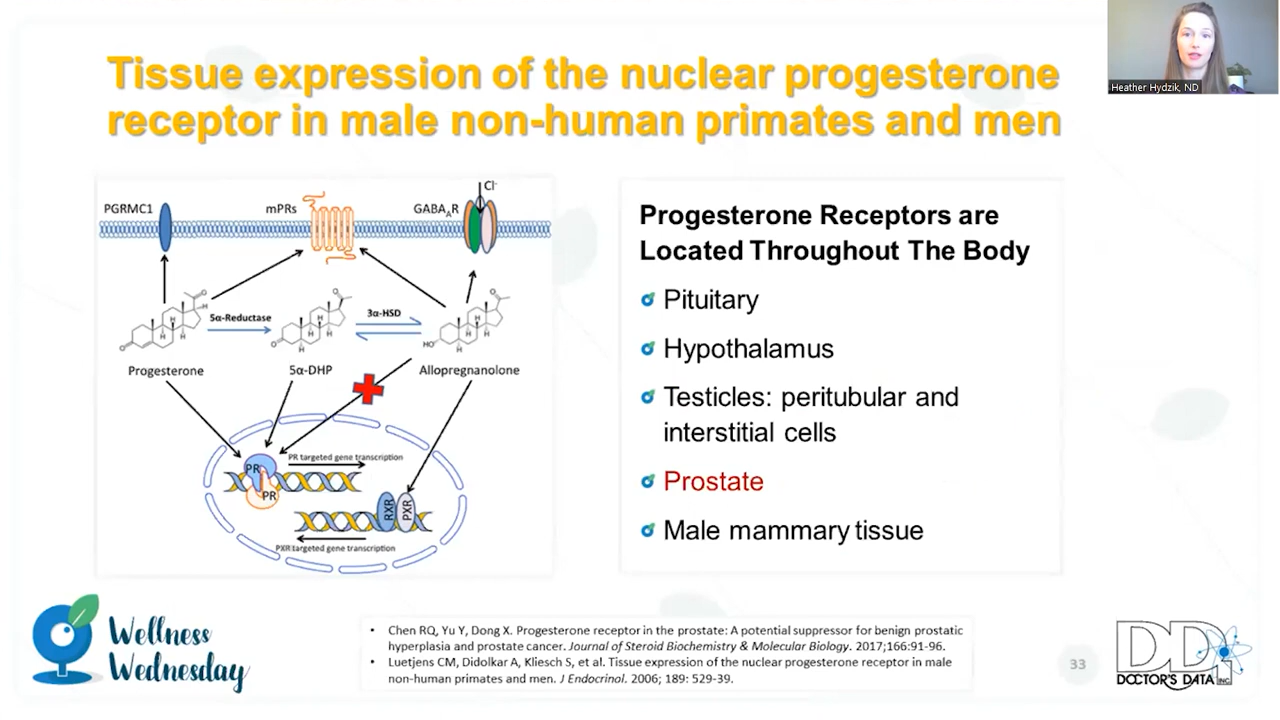 Heather Hydzik, ND
Tissue expression of the nuclear progesterone
receptor in male non-human primates and men
PGRMC1
mPRs
GABAAR
Cl-
5α-Reductase
3α-HSD
O
H
H
H
H
O
O
O
H
H
H
O
HO
H
H
H
O
Progesterone
5α-DHP
Allopregnanolone
PR
PR
PR targeted gene transcription
RXR
PXR
PXR targeted gene transcription
Progesterone Receptors are
Located Throughout The Body
Pituitary
Hypothalamus
Testicles: peritubular and
interstitial cells
Prostate
Male mammary tissue
Wellness
Wednesday
• Chen RQ, Yu Y, Dong X. Progesterone receptor in the prostate: A potential suppressor for benign prostatic
hyperplasia and prostate cancer. Journal of Steroid Biochemistry & Molecular Biology. 2017;166:91-96.
• Luetjens CM, Didolkar A, Kliesch S, et al. Tissue expression of the nuclear progesterone receptor in male
non-human primates and men. J Endocrinol. 2006; 189: 529-39.
33
DDI
DOCTOR'S DATA INC.